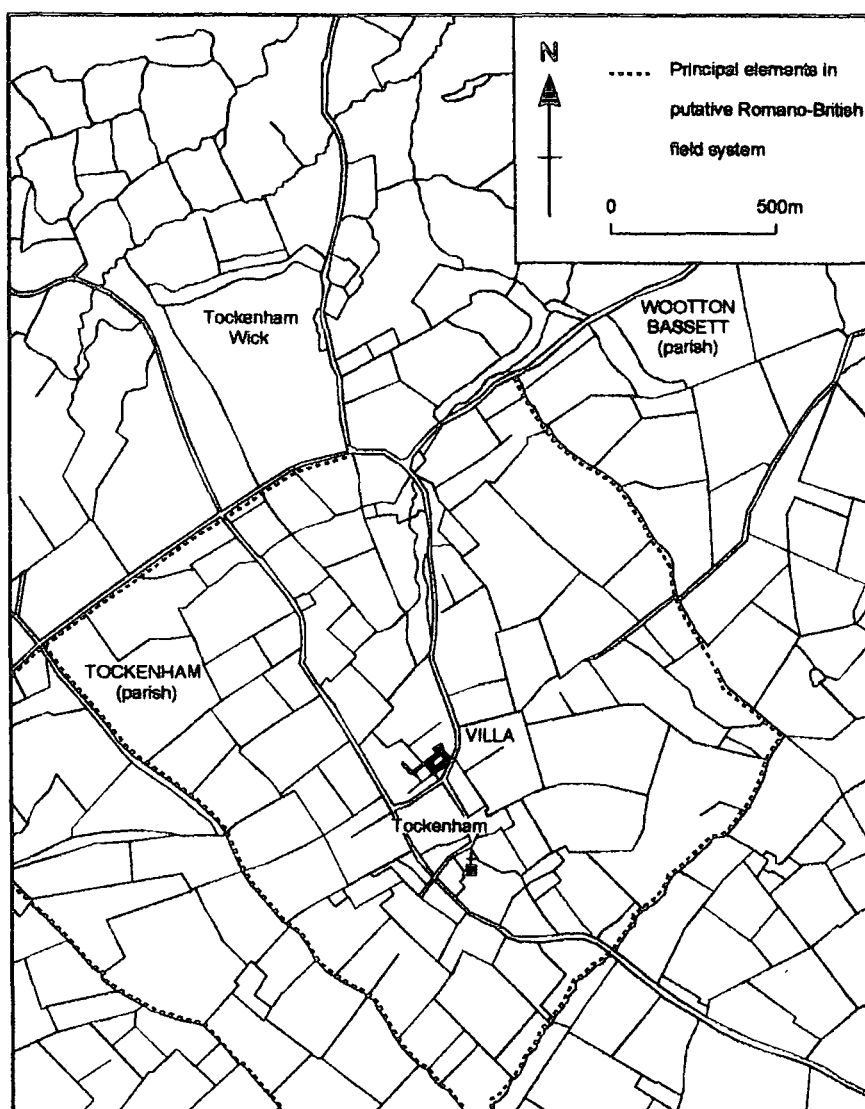 N
Principal elements in
putative Romano-British
field system
0 500m
Tockenham
Wick
WOOTTON
BASSETT
(parish)
TOCKENHAM
(parish)
VILLA
Tockenham